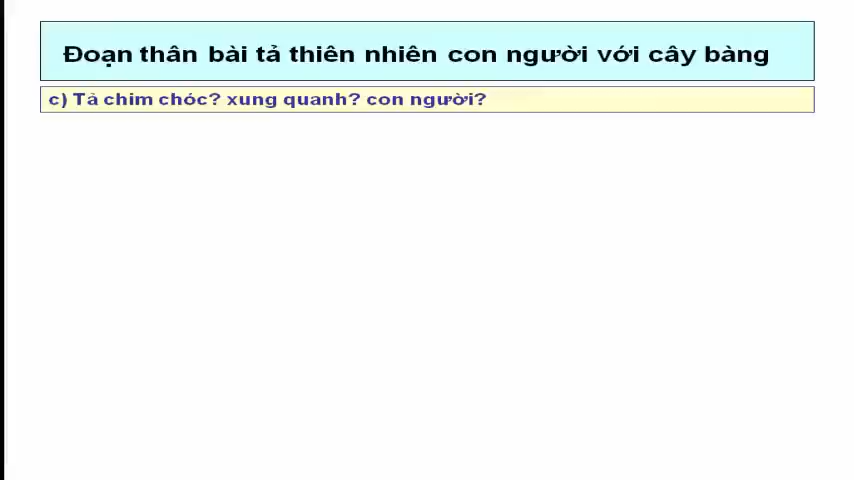 Đoạn thân bài tả thiên nhiên con người với cây bàng
c) Tả chim chóc? xung quanh? con người?